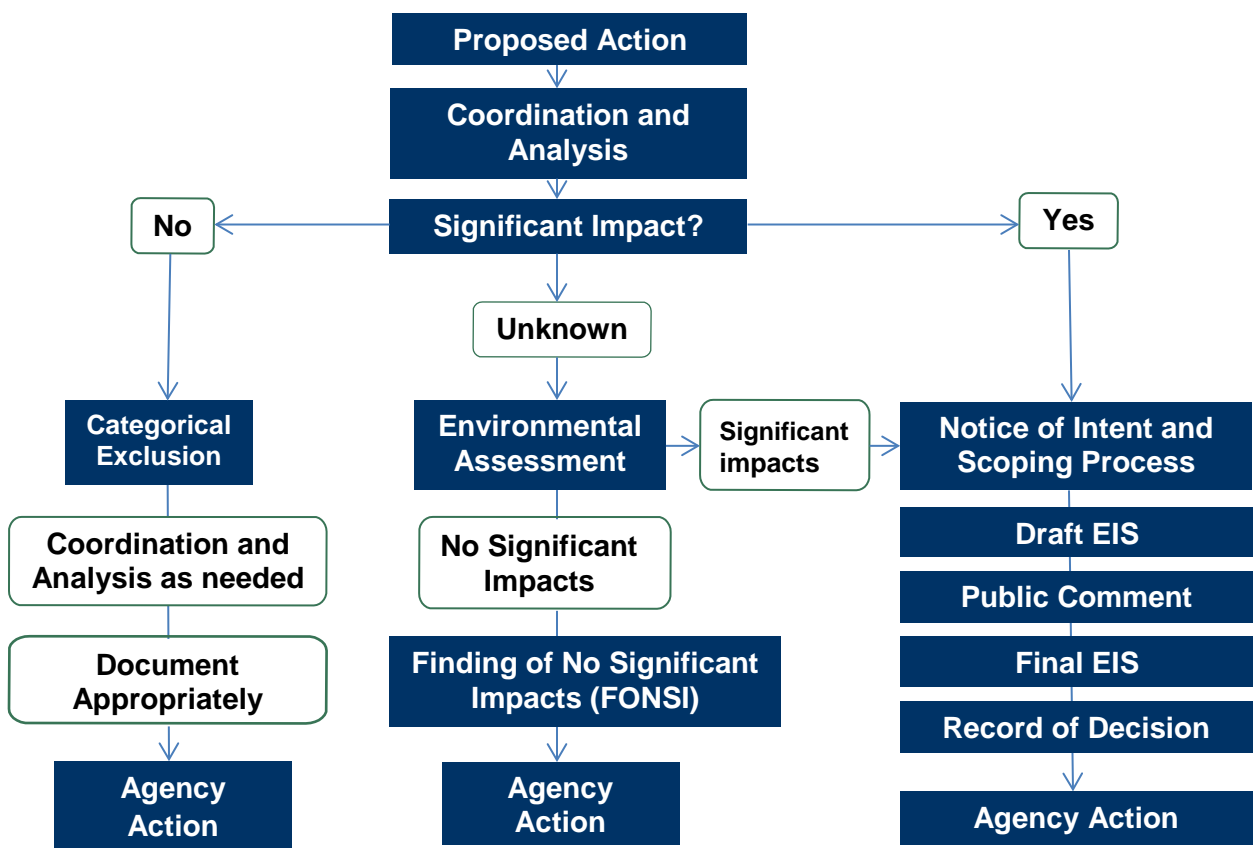 Proposed Action
Coordination and
Analysis
Significant Impact?
No
Yes
Unknown
Categorical
Exclusion
Coordination and
Analysis as needed
Document
Appropriately
Agency
Action
Environmental
Assessment
Significant
impacts
No Significant
Impacts
Finding of No Significant
Impacts (FONSI)
Agency
Action
Notice of Intent and
Scoping Process
Draft EIS
Public Comment
Final EIS
Record of Decision
Agency Action